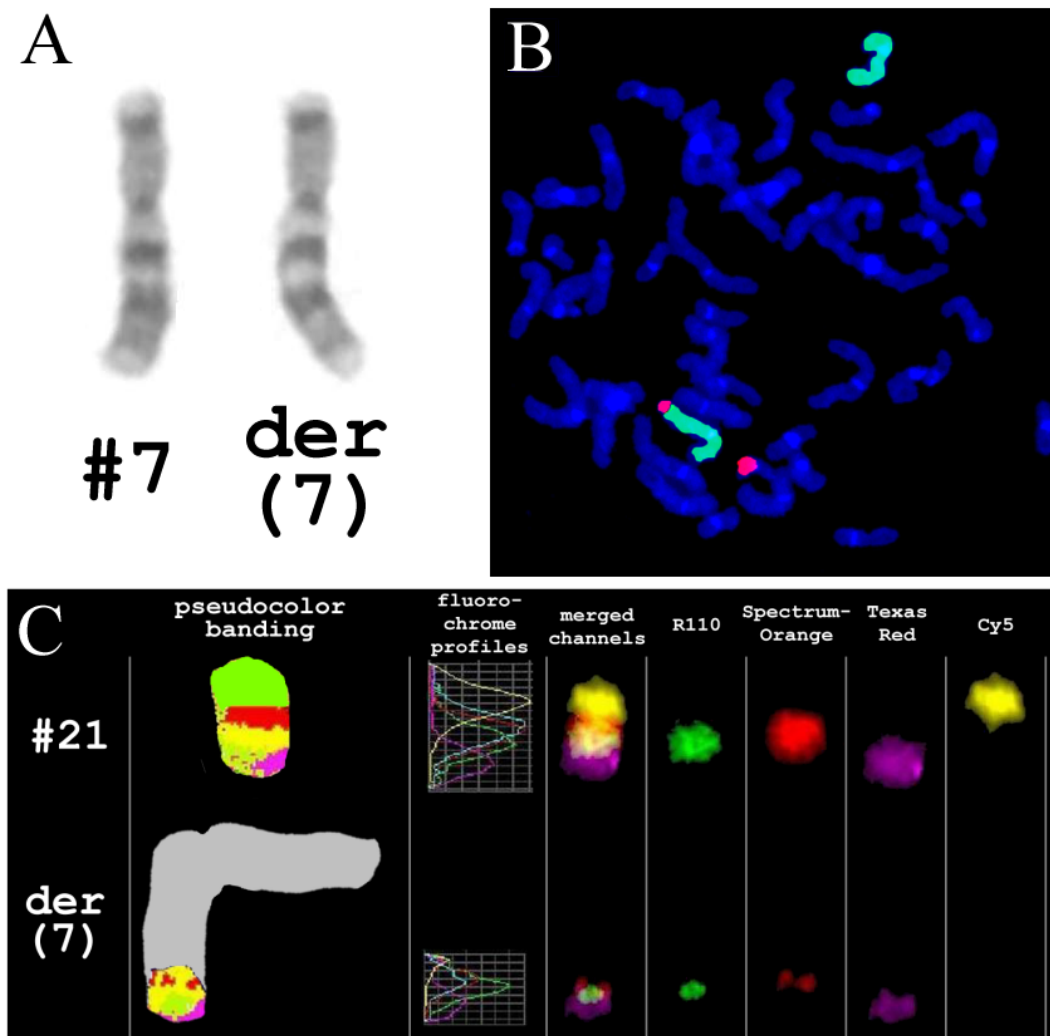 A
#7
der
(7)
B
C
pseudocolor
banding
fluoro-
chrome
profiles
merged
channels
R110
Spectrum-
Orange
Texas
Red
Cy5
#21
der
(7)